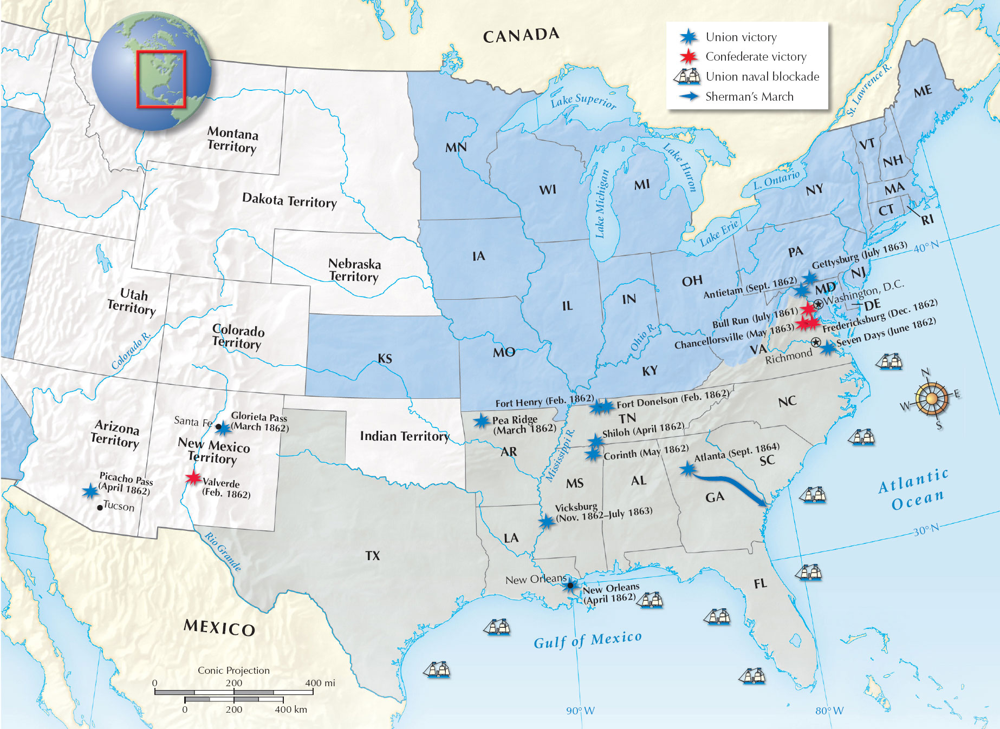 CANADA
Union victory
Confederate victory
Union naval blockade
Sherman's March
St. Lawrence R.
ME
Lake Superior
Montana
Territory
MN
VT
NH
Lake Huron
Lake Michigan
L. Ontario
WI
MI
NY
MA
CT
RI
Dakota Territory
Lake Erie
IA
PA
Gettysburg (July 1863)
40°N
Nebraska
Territory
NJ
OH
Antietam (Sept. 1862)
MD
Washington, D.C.
Utah
Territory
IL
IN
DE
Bull Run (July 1861)
Fredericksburg (Dec. 1862)
Colorado
Territory
Chancellorsville (May 1863)
Seven Days (June 1862)
Colorado R.
Ohio R.
KS
MO
VA
Richmond
KY
N
E
W
S
Fort Henry (Feb. 1862)
Fort Donelson (Feb. 1862)
NC
Santa Fe
Glorieta Pass
(March 1862)
Pea Ridge
(March 1862)
TN
Arizona
Territory
Indian Territory
Shiloh (April 1862)
New Mexico
Territory
Mississippi R.
AR
Corinth (May 1862)
Atlanta (Sept. 1864)
SC
Picacho Pass
(April 1862)
Valverde
(Feb. 1862)
MS
AL
GA
Atlantic
Ocean
Tucson
Vicksburg
(Nov. 1862–July 1863)
LA
30°N
Rio Grande
TX
New Orleans
New Orleans
(April 1862)
FL
MEXICO
Gulf of Mexico
Conic Projection
0 200 400 mi
0 200 400 km
90°W
80°W